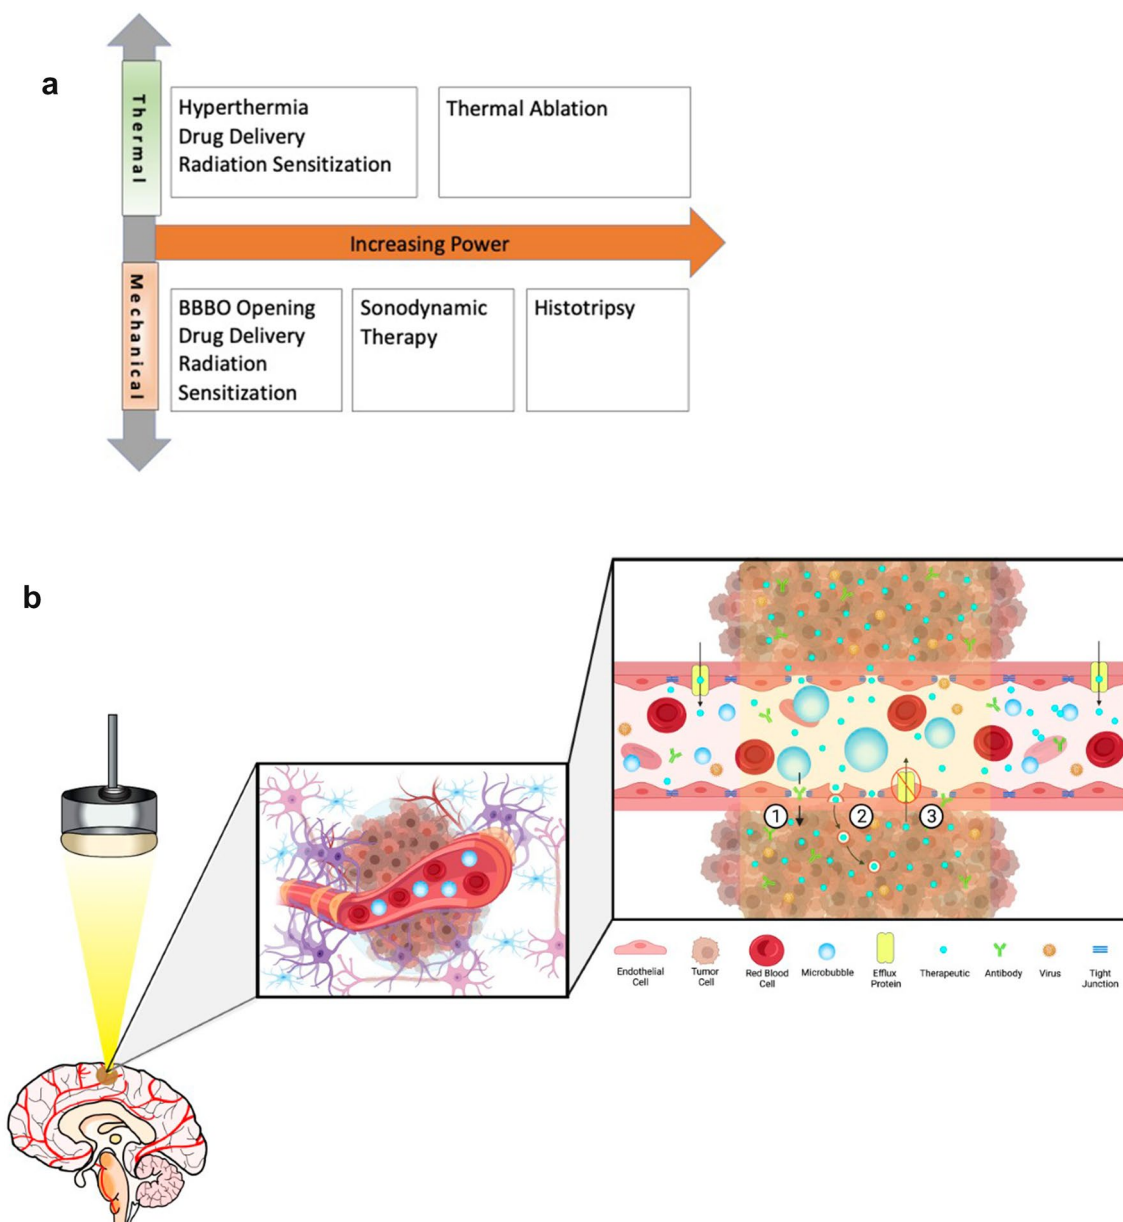 a
Thermal
Hyperthermia
Drug Delivery
Radiation Sensitization
Thermal Ablation
Increasing Power
Mechanical
BBBO Opening
Drug Delivery
Radiation
Sensitization
Sonodynamic
Therapy
Histotripsy
b
1
2
3
Endothelial
Cell
Tumor
Cell
Red Blood
Cell
Microbubble
Efflux
Protein
Therapeutic
Antibody
Virus
Tight
Junction